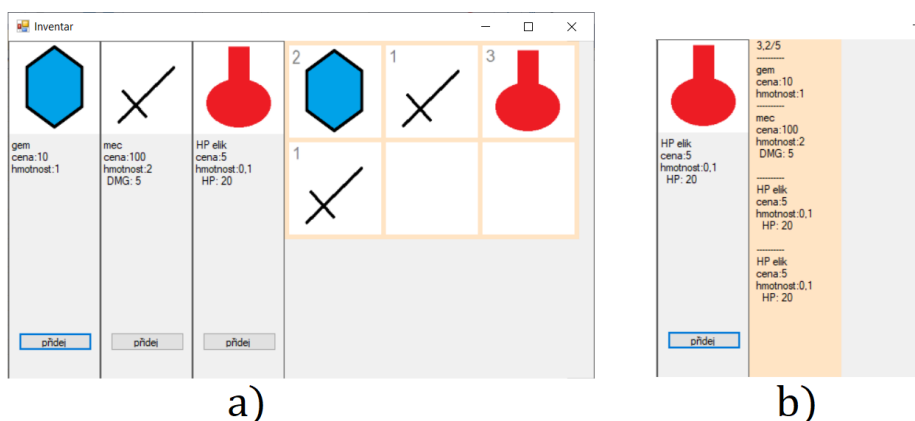 Inventar
gem
cena:10
hmotnost:1
přidej
mec
cena:100
hmotnost:2
DMG: 5
přidej
HP elik
cena:5
hmotnost:0,1
HP: 20
přidej
2
1
3
1
a)
HP elik
cena:5
hmotnost:0,1
HP: 20
přidej
3,2/5
----------
gem
cena:10
hmotnost:1
----------
mec
cena:100
hmotnost:2
DMG: 5
----------
HP elik
cena:5
hmotnost:0,1
HP: 20
----------
HP elik
cena:5
hmotnost:0,1
HP: 20
b)